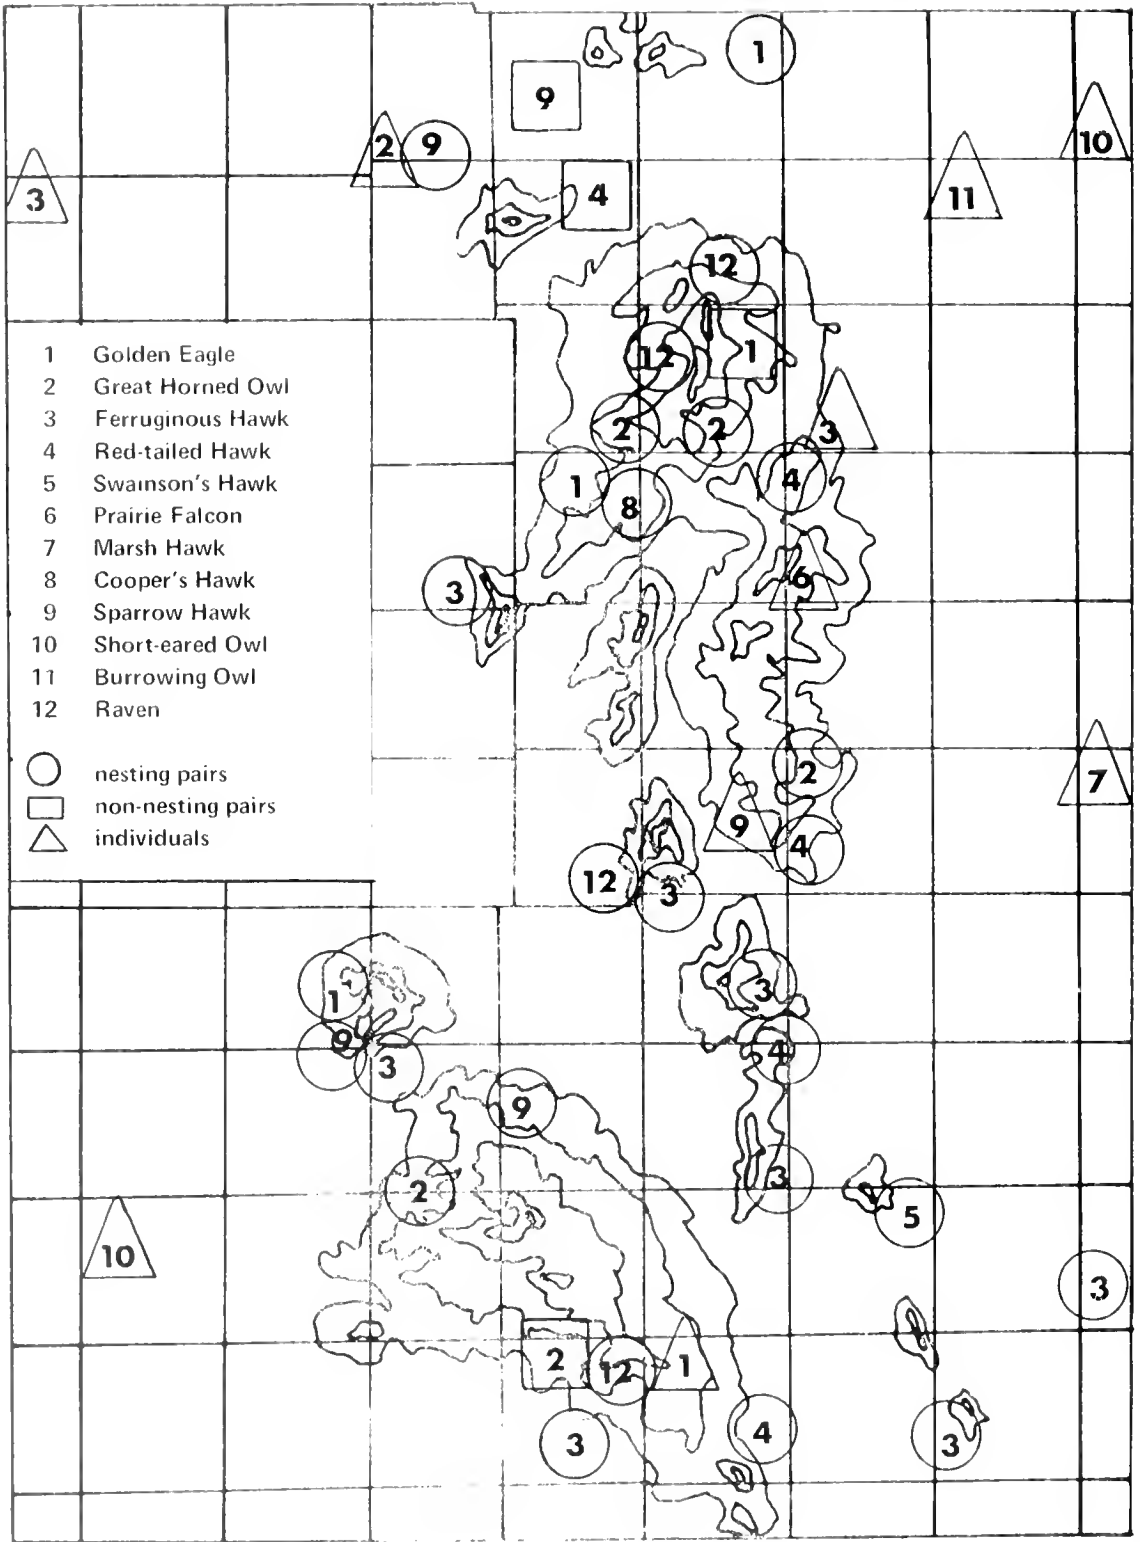 1
9
2 9
10
3
4
11
12
12 1
2 2 3
1 8 4
3 6
1 Golden Eagle
2 Great Horned Owl
3 Ferruginous Hawk
4 Red-tailed Hawk
5 Swainson's Hawk
6 Prairie Falcon
7 Marsh Hawk
8 Cooper's Hawk
9 Sparrow Hawk
10 Short-eared Owl
11 Burrowing Owl
12 Raven
nesting pairs
non-nesting pairs
individuals
2 7
9 4
12 3
1 3
9 3 4
9
2 3 5
10 3
2 12 1
3 4 3